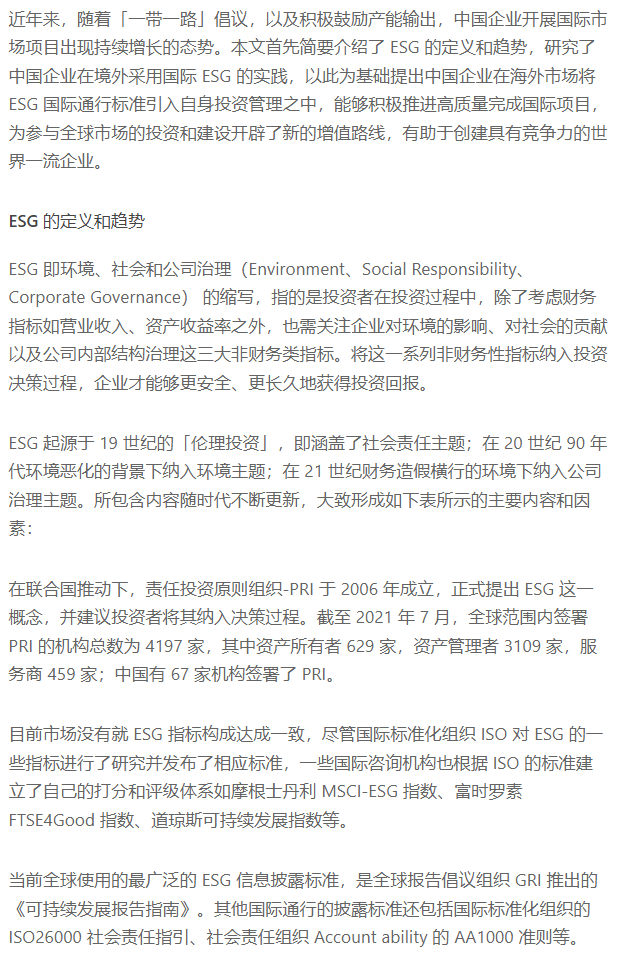 近年来，随着「一带一路」倡议，以及积极鼓励产能输出，中国企业开展国际市
场项目出现持续增长的态势。本文首先简要介绍了 ESG 的定义和趋势，研究了
中国企业在境外采用国际 ESG 的实践，以此为基础提出中国企业在海外市场将
ESG 国际通行标准引入自身投资管理之中，能够积极推进高质量完成国际项目，
为参与全球市场的投资和建设开辟了新的增值路线，有助于创建具有竞争力的世
界一流企业。
ESG 的定义和趋势
ESG 即环境、社会和公司治理（Environment、Social Responsibility、
Corporate Governance） 的缩写，指的是投资者在投资过程中，除了考虑财务
指标如营业收入、资产收益率之外，也需关注企业对环境的影响、对社会的贡献
以及公司内部结构治理这三大非财务类指标。将这一系列非财务性指标纳入投资
决策过程，企业才能够更安全、更长久地获得投资回报。
ESG 起源于 19 世纪的「伦理投资」，即涵盖了社会责任主题；在 20 世纪 90 年
代环境恶化的背景下纳入环境主题；在 21 世纪财务造假横行的环境下纳入公司
治理主题。所包含内容随时代不断更新，大致形成如下表所示的主要内容和因
素：
在联合国推动下，责任投资原则组织-PRI 于 2006 年成立，正式提出 ESG 这一
概念，并建议投资者将其纳入决策过程。截至 2021 年 7 月，全球范围内签署
PRI 的机构总数为 4197 家，其中资产所有者 629 家，资产管理者 3109 家，服
务商 459 家；中国有 67 家机构签署了 PRI。
目前市场没有就 ESG 指标构成达成一致，尽管国际标准化组织 ISO 对 ESG 的一
些指标进行了研究并发布了相应标准，一些国际咨询机构也根据 ISO 的标准建
立了自己的打分和评级体系如摩根士丹利 MSCI-ESG 指数、富时罗素
FTSE4Good 指数、道琼斯可持续发展指数等。
当前全球使用的最广泛的 ESG 信息披露标准，是全球报告倡议组织 GRI 推出的
《可持续发展报告指南》。其他国际通行的披露标准还包括国际标准化组织的
ISO26000 社会责任指引、社会责任组织 Account ability 的 AA1000 准则等。